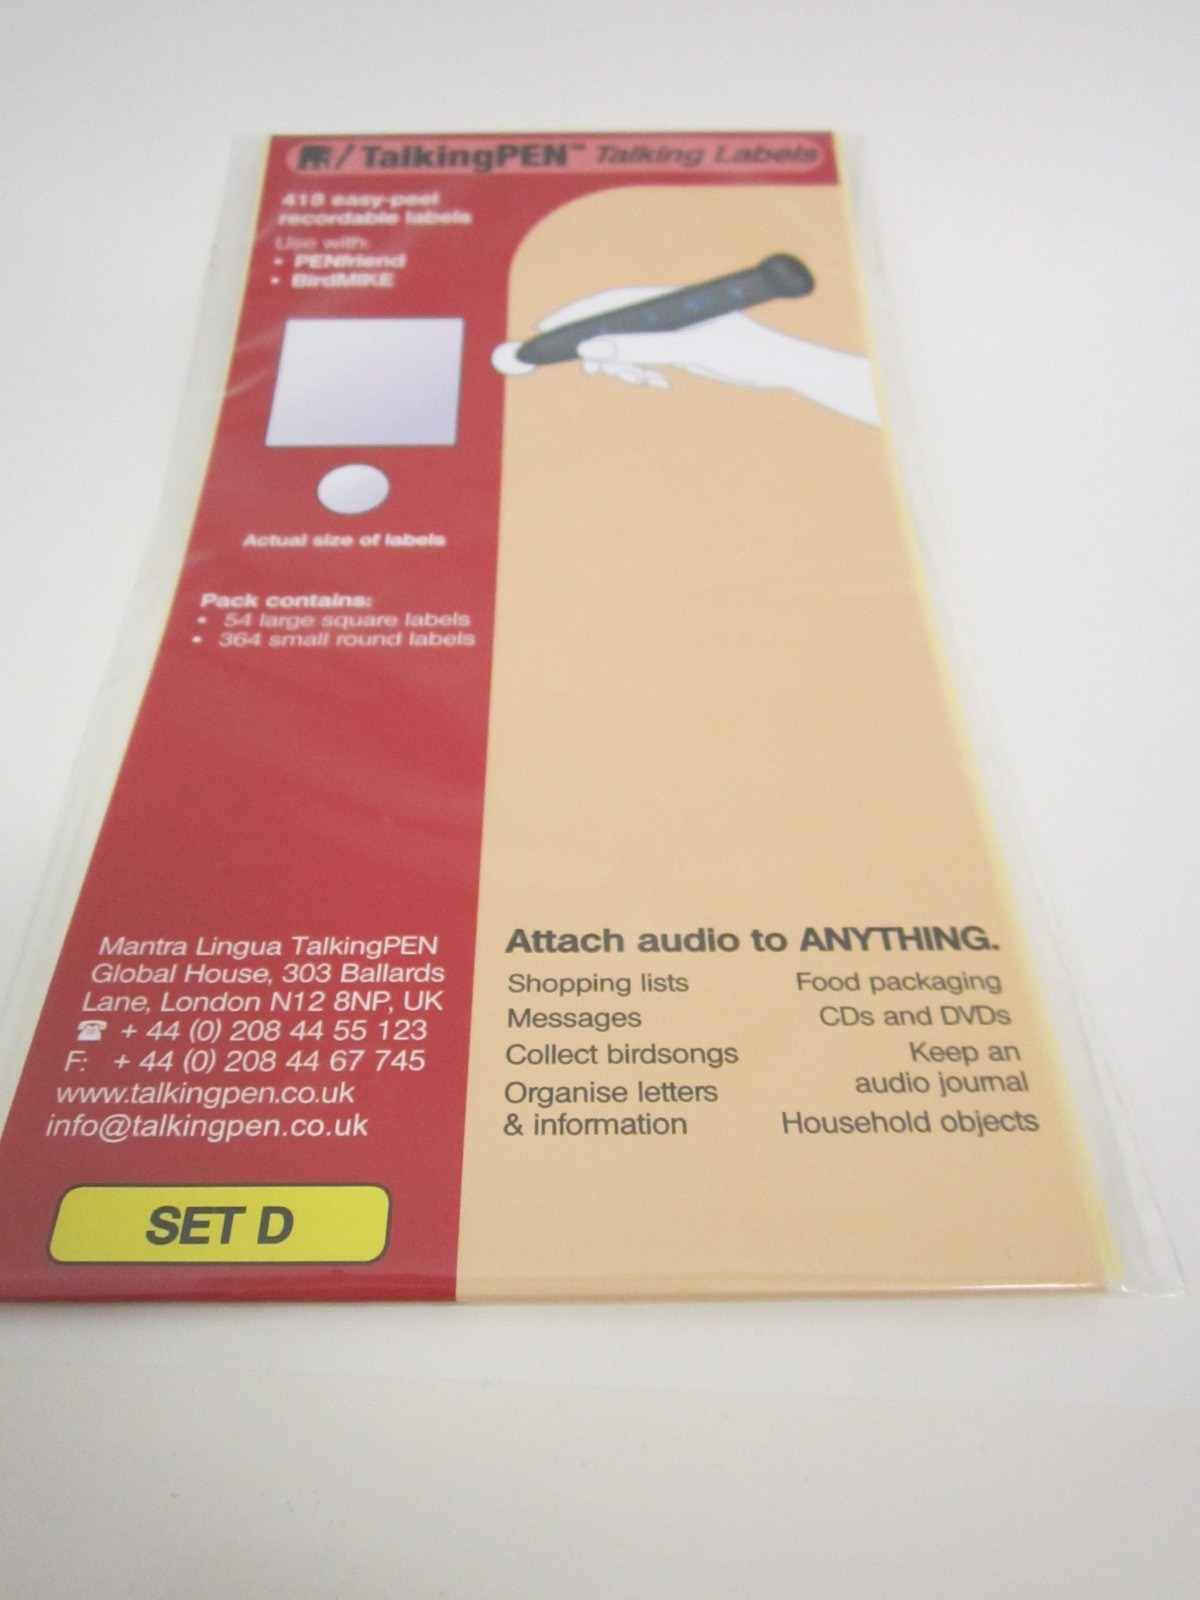 TalkingPEN™ Talking Labels
418 easy-peel
recordable labels
Use with:
• PENfriend
• BirdMIKE
Actual size of labels
Pack contains:
• 54 large square labels
• 364 small round labels
Mantra Lingua TalkingPEN
Global House, 303 Ballards
Lane, London N12 8NP, UK
☎ + 44 (0) 208 44 55 123
F: + 44 (0) 208 44 67 745
www.talkingpen.co.uk
info@talkingpen.co.uk
SET D
Attach audio to ANYTHING.
Shopping lists
Messages
Collect birdsongs
Organise letters
& information
Food packaging
CDs and DVDs
Keep an
audio journal
Household objects